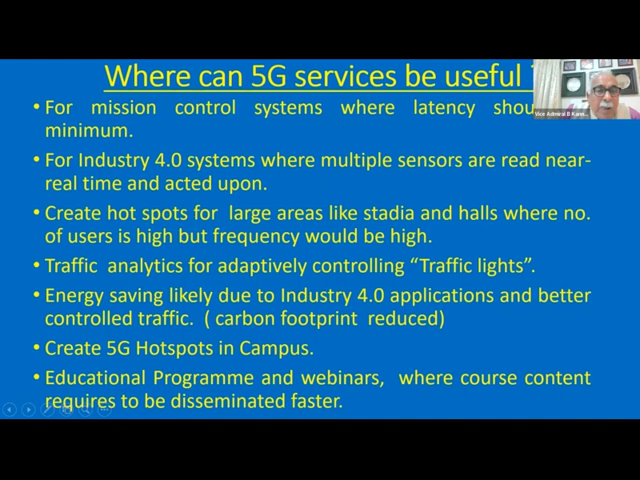 Where can 5G services be useful ?
• For mission control systems where latency shou
minimum.
• For Industry 4.0 systems where multiple sensors are read near-
real time and acted upon.
• Create hot spots for large areas like stadia and halls where no.
of users is high but frequency would be high.
• Traffic analytics for adaptively controlling “Traffic lights”.
• Energy saving likely due to Industry 4.0 applications and better
controlled traffic. ( carbon footprint reduced)
• Create 5G Hotspots in Campus.
• Educational Programme and webinars, where course content
requires to be disseminated faster.
Vice Admiral B Kann...